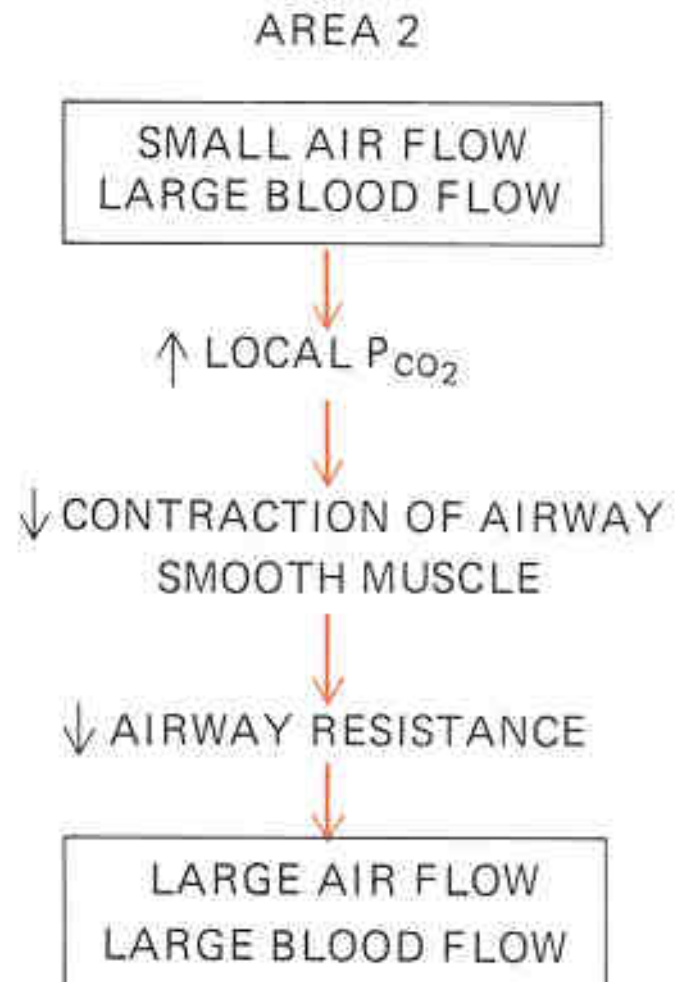 AREA 2
SMALL AIR FLOW
LARGE BLOOD FLOW
↑ LOCAL P_CO₂
↓ CONTRACTION OF AIRWAY
SMOOTH MUSCLE
↓ AIRWAY RESISTANCE
LARGE AIR FLOW
LARGE BLOOD FLOW